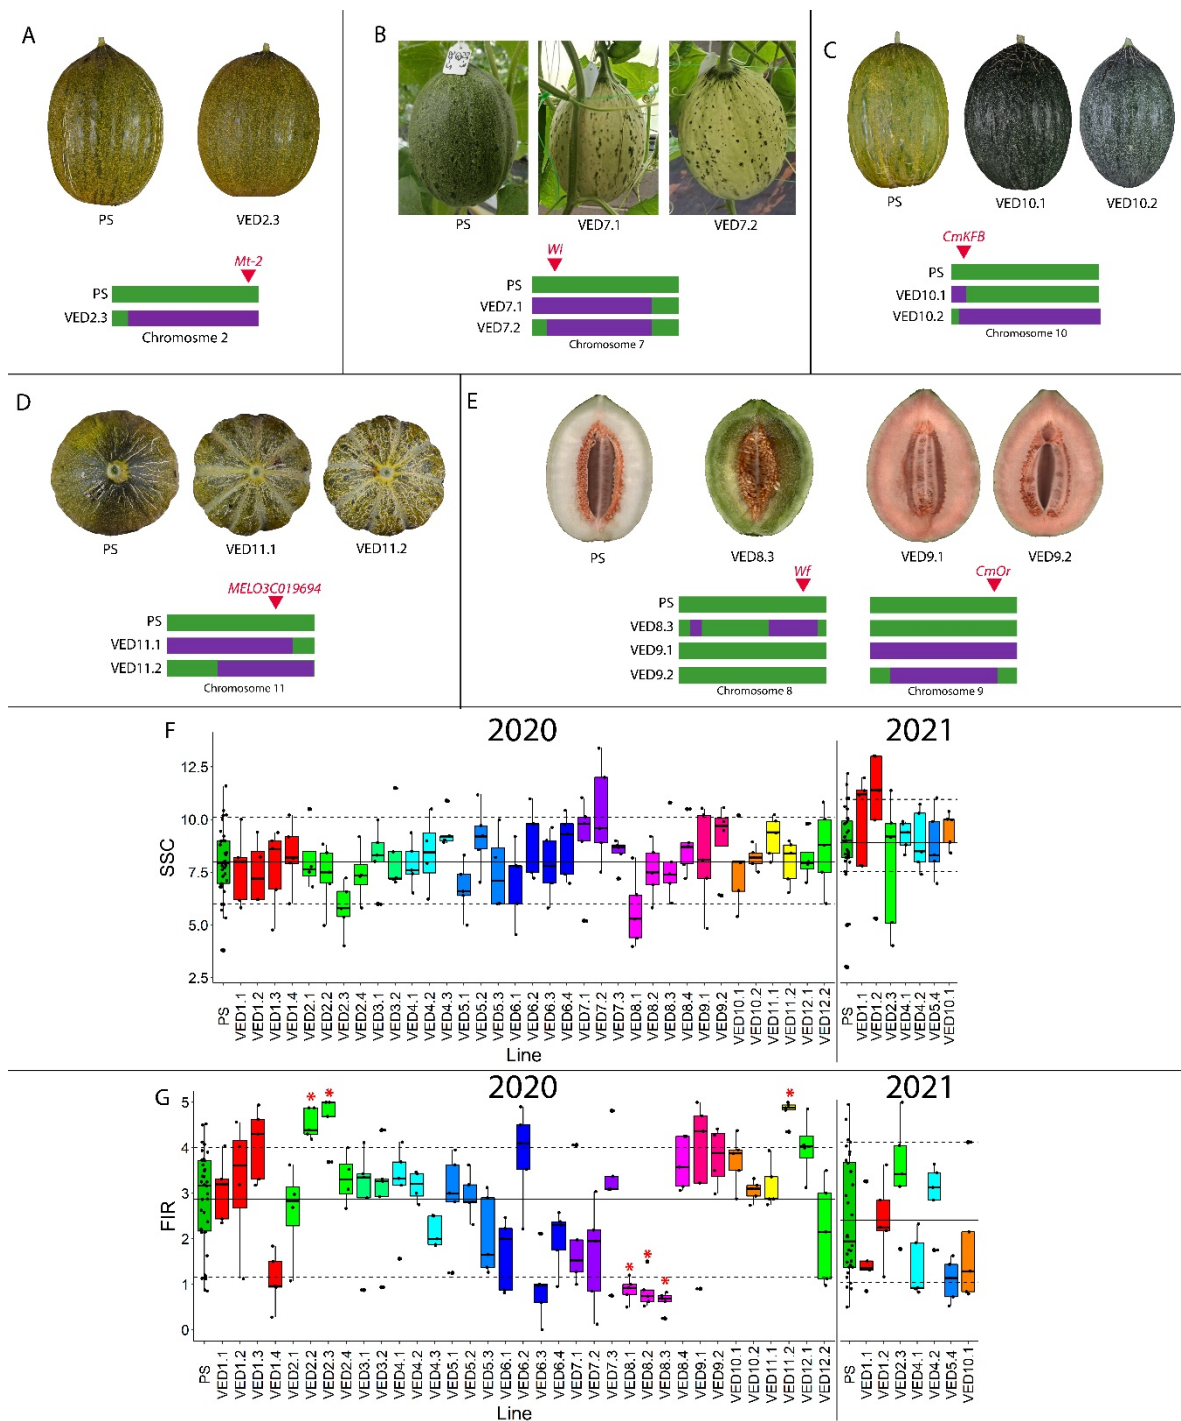 A
PS
VED2.3
Mt-2
PS
VED2.3
Chromosme 2
B
PS
VED7.1
VED7.2
Wi
PS
VED7.1
VED7.2
Chromosome 7
C
PS
VED10.1
VED10.2
CmKFB
PS
VED10.1
VED10.2
Chromosome 10
D
PS
VED11.1
VED11.2
MELO3C019694
PS
VED11.1
VED11.2
Chromosome 11
E
PS
VED8.3
VED9.1
VED9.2
Wf
CmOr
PS
VED8.3
VED9.1
VED9.2
Chromosome 8
Chromosome 9
F
2020
2021
SSC
12.5
10.0
7.5
5.0
2.5
PS VED1.1 VED1.2 VED1.3 VED1.4 VED2.1 VED2.2 VED2.3 VED2.4 VED3.1 VED3.2 VED4.1 VED4.2 VED4.3 VED5.1 VED5.2 VED5.3 VED6.1 VED6.2 VED6.3 VED6.4 VED7.1 VED7.2 VED7.3 VED8.1 VED8.2 VED8.3 VED8.4 VED9.1 VED9.2 VED10.1 VED10.2 VED11.1 VED11.2 VED12.1 VED12.2
PS VED1.1 VED1.2 VED2.3 VED4.1 VED4.2 VED5.4 VED10.1
Line
G
2020
2021
FIR
5
4
3
2
1
0
* * * * * *
PS VED1.1 VED1.2 VED1.3 VED1.4 VED2.1 VED2.2 VED2.3 VED2.4 VED3.1 VED3.2 VED4.1 VED4.2 VED4.3 VED5.1 VED5.2 VED5.3 VED6.1 VED6.2 VED6.3 VED6.4 VED7.1 VED7.2 VED7.3 VED8.1 VED8.2 VED8.3 VED8.4 VED9.1 VED9.2 VED10.1 VED10.2 VED11.1 VED11.2 VED12.1 VED12.2
PS VED1.1 VED1.2 VED2.3 VED4.1 VED4.2 VED5.4 VED10.1
Line